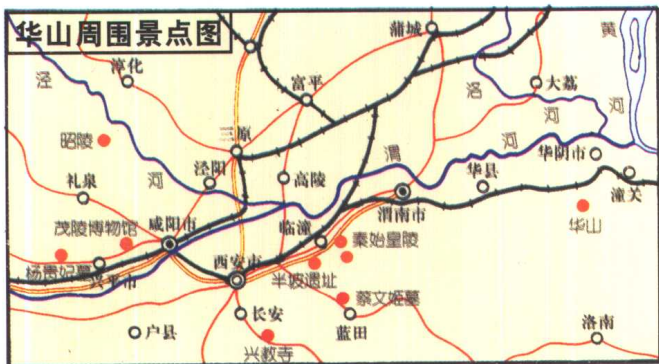 华山周围景点图
蒲城
黄
淳化
泾
富平
洛
大荔
河
昭陵
三原
河
华阴市
礼泉
泾阳
河
高陵
渭
华县
潼关
渭南市
茂陵博物馆
咸阳市
临潼
秦始皇陵
华山
杨贵妃墓
兴平市
西安市
半坡遗址
蔡文姬墓
户县
长安
蓝田
洛南
兴教寺